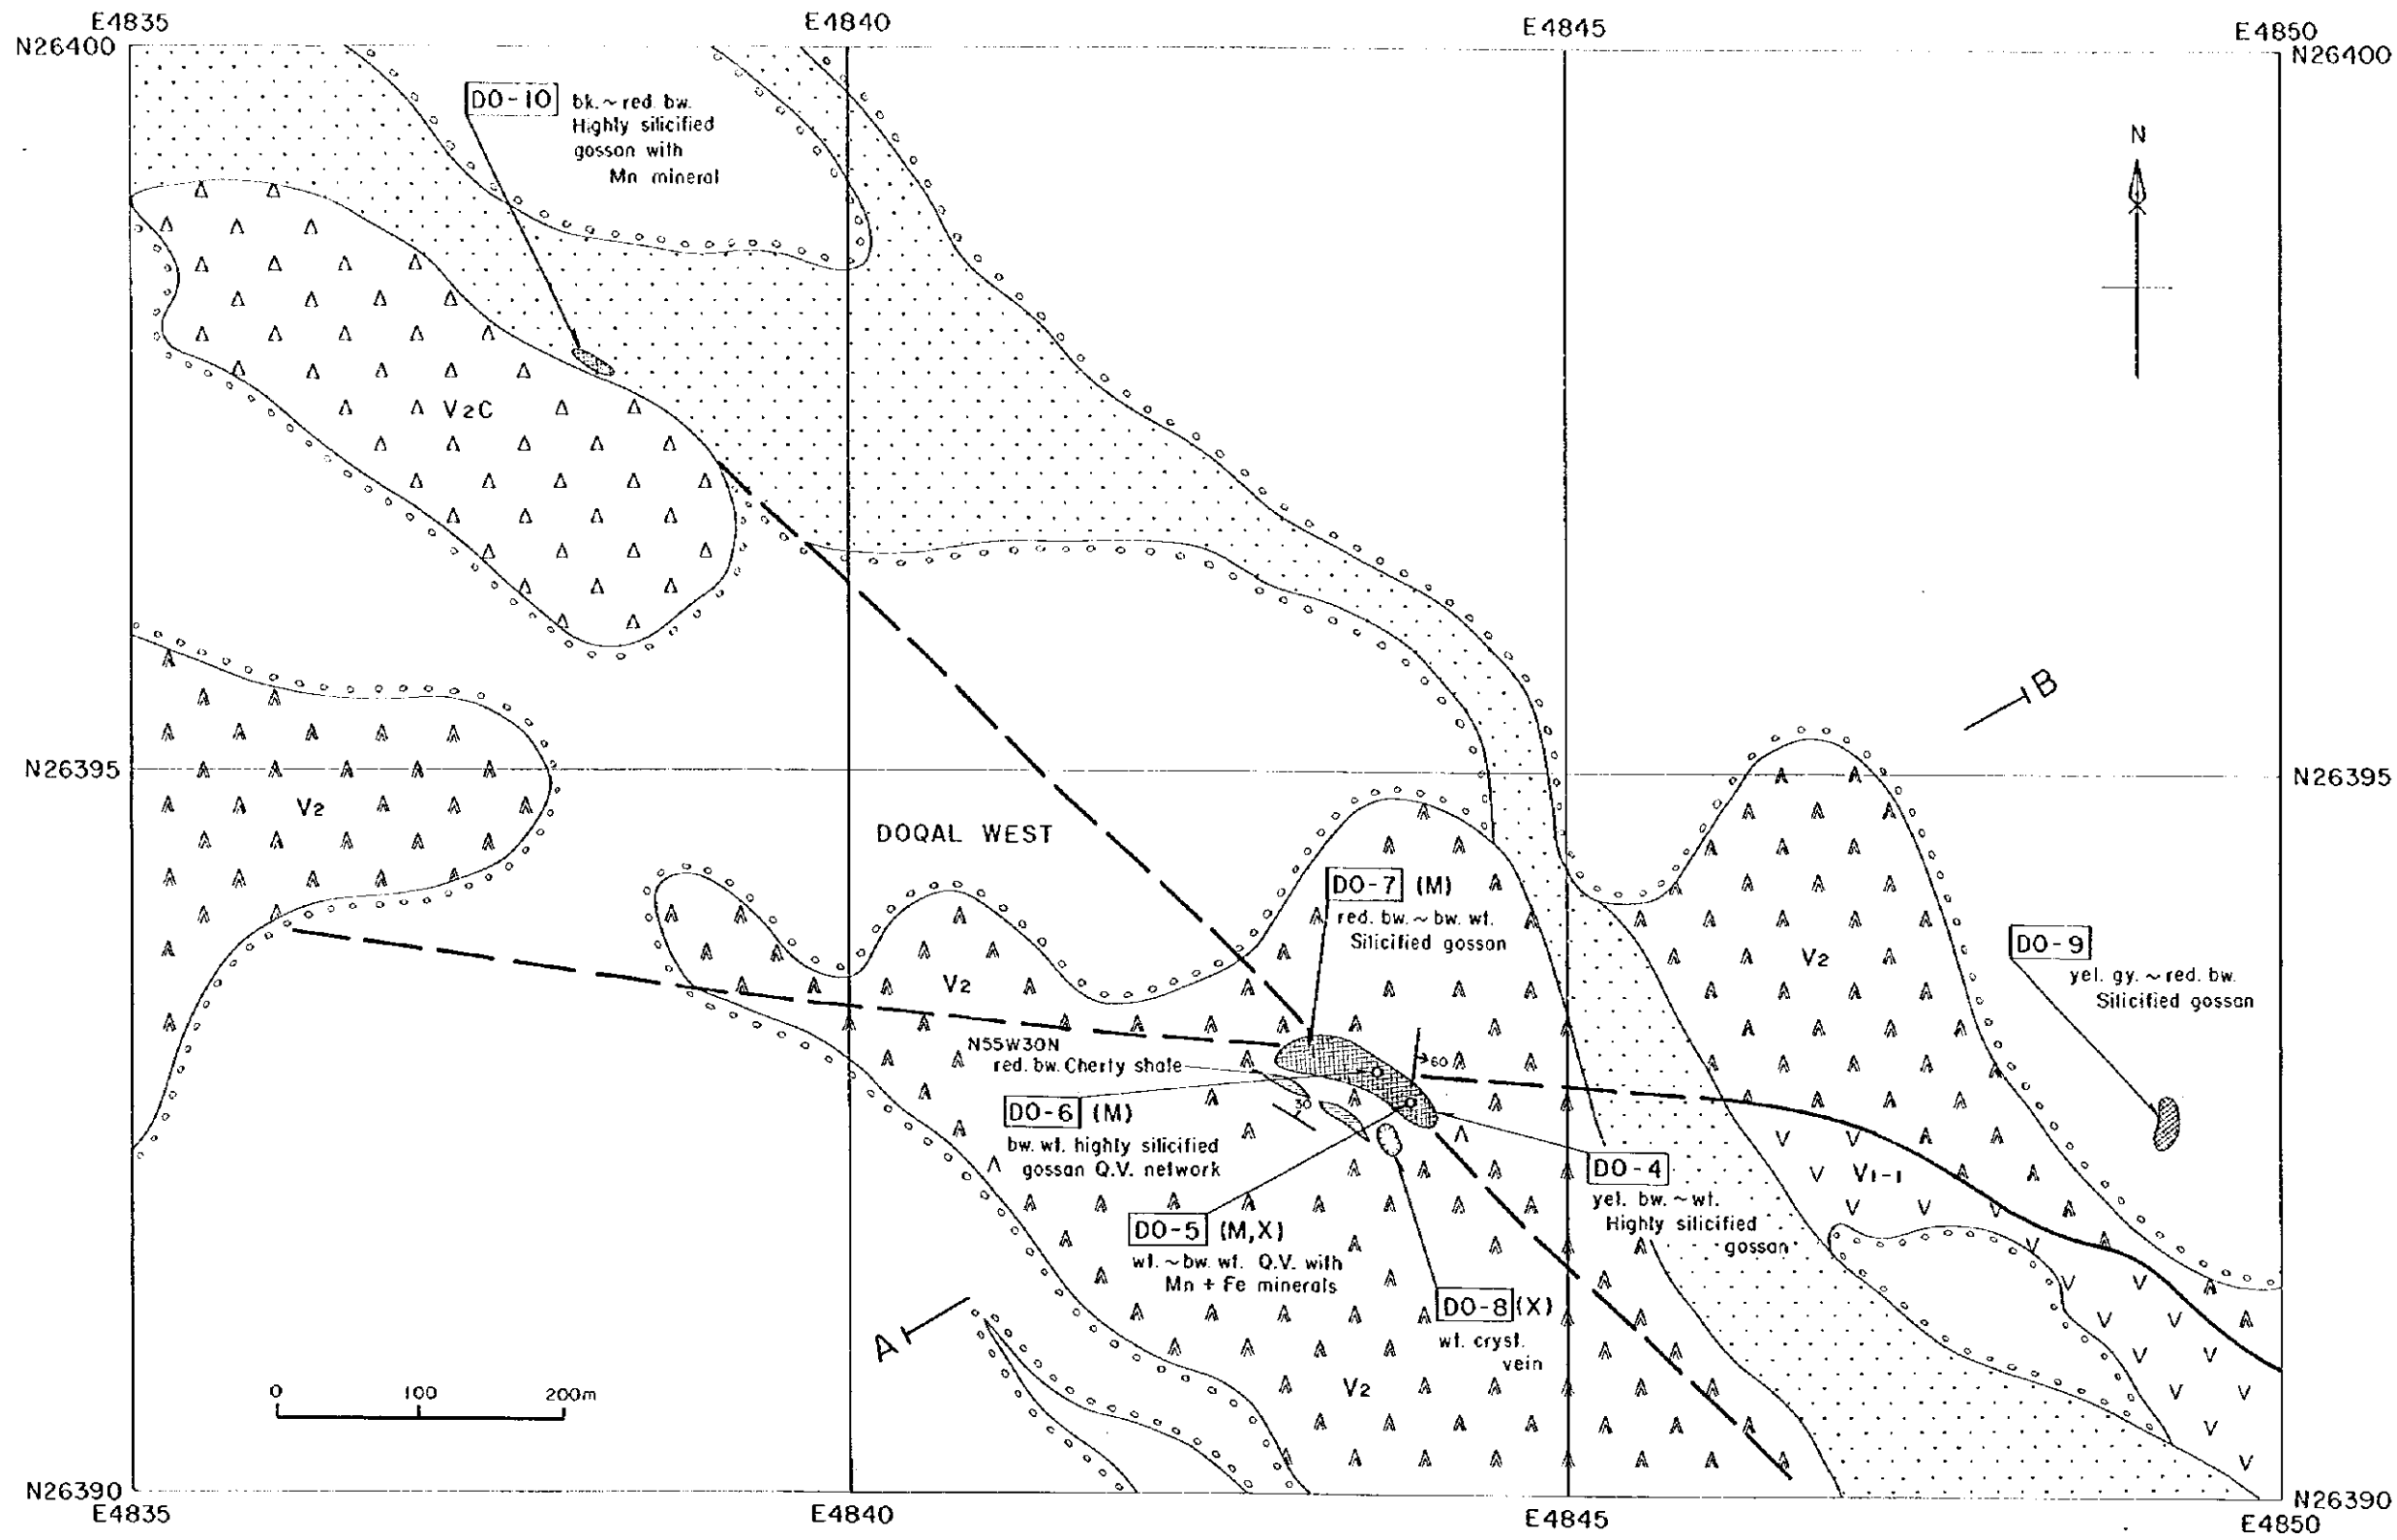 E4835
E4840
E4845
E4850
N26400
N26400
DO-10
bk.~red. bw.
Highly silicified
gosson with
Mn mineral
N
V2C
B
N26395
N26395
V2
DOQAL WEST
DO-7 (M)
red. bw.~bw. wt.
Silicified gosson
V2
DO-9
yel. gy.~red. bw.
Silicified gossan
V2
N55W30N
red. bw. Cherty shale
60
DO-6 (M)
bw. wt. highly silicified
gossan Q.V. network
30
DO-4
yel. bw.~wt.
Highly silicified
gossan
V1-1
DO-5 (M,X)
wt.~bw. wt. Q.V. with
Mn + Fe minerals
DO-8 (X)
wt. cryst.
vein
A
V2
0 100 200m
N26390
N26390
E4835
E4840
E4845
E4850